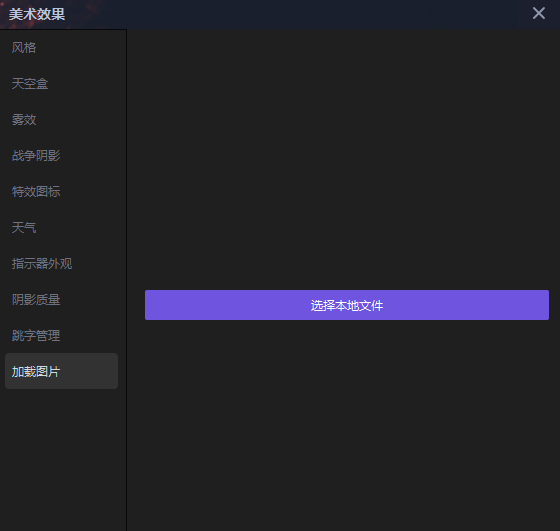 美术效果
风格
天空盒
雾效
战争阴影
特效图标
天气
指示器外观
阴影质量
跳字管理
加载图片
选择本地文件